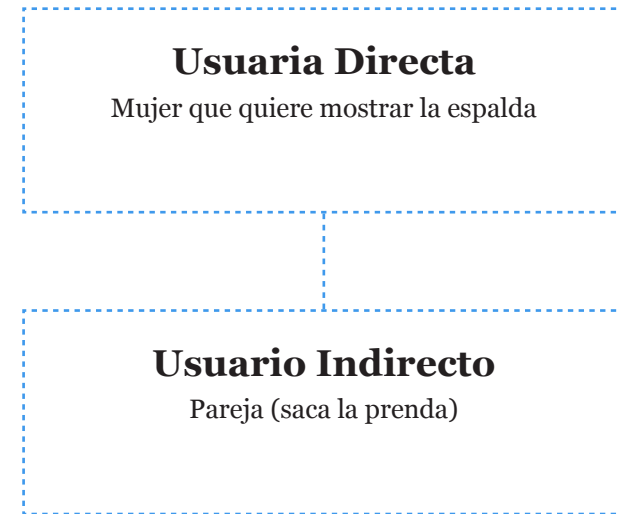 Usuaria Directa
Mujer que quiere mostrar la espalda
Usuario Indirecto
Pareja (saca la prenda)